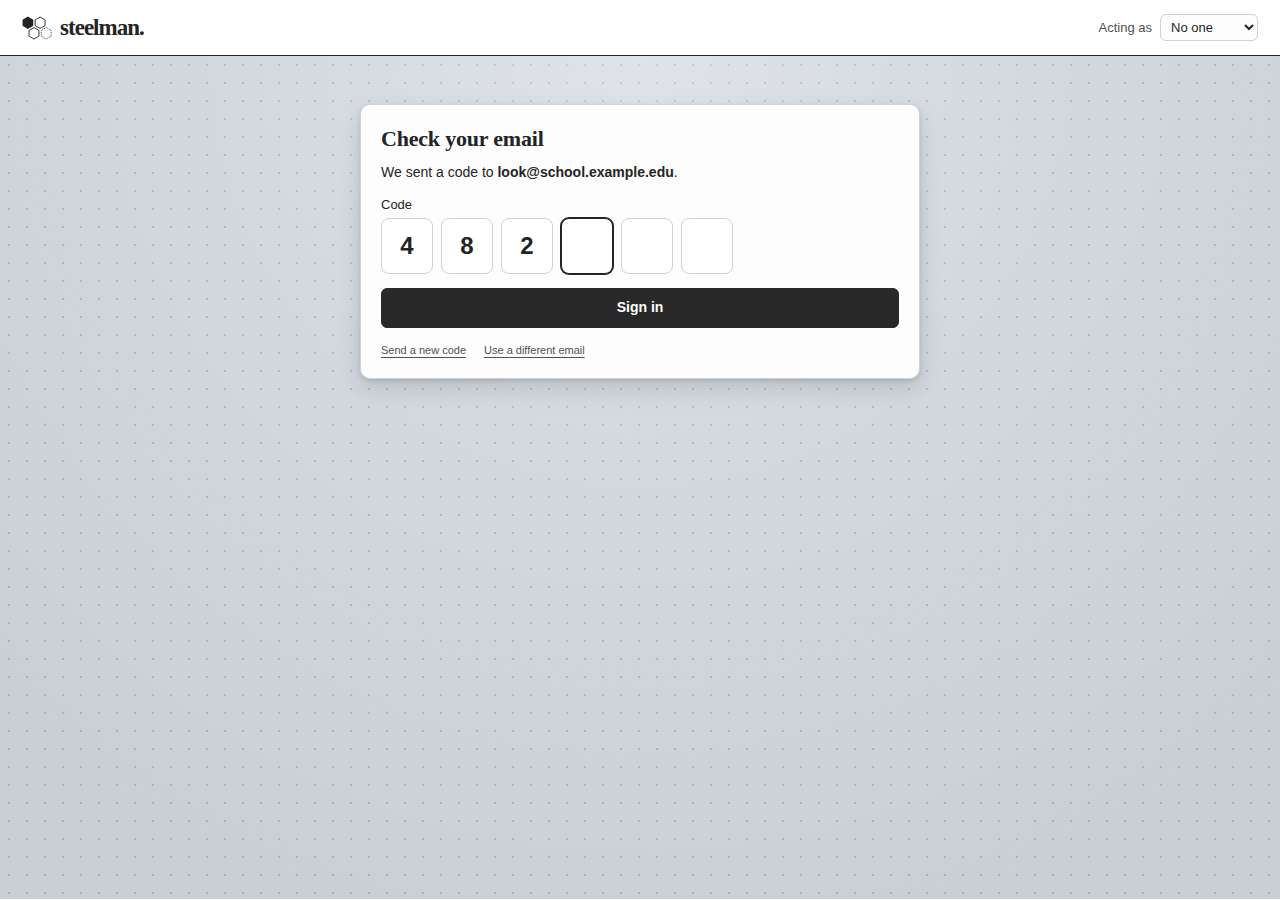 steelman.
Acting as No one
Check your email
We sent a code to look@school.example.edu.
Code
4 8 2
Sign in
Send a new code Use a different email